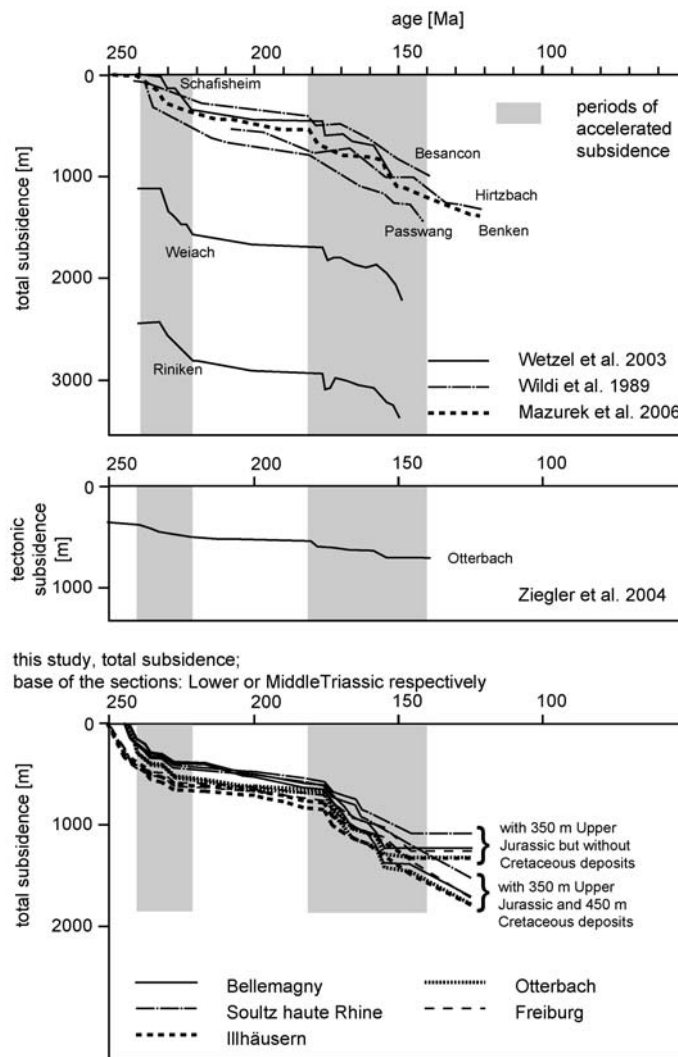 age [Ma]
250 200 180 140 100
0
Schafisheim
periods of
accelerated
subsidence
Besancon
1000
Hirtzbach
Passwang
Benken
total subsidence [m]
Weiach
2000
Riniken
3000
Wetzel et al. 2003
Wildi et al. 1989
Mazurek et al. 2006
250 200 140 100
0
tectonic
subsidence
[m]
Otterbach
1000
Ziegler et al. 2004
this study, total subsidence;
base of the sections: Lower or MiddleTriassic respectively
250 200 140 100
0
total subsidence [m]
1000
with 350 m Upper
Jurassic but without
Cretaceous deposits
with 350 m Upper
Jurassic and 450 m
Cretaceous deposits
2000
Bellemagny
Otterbach
Soultz haute Rhine
Freiburg
Illhäusern